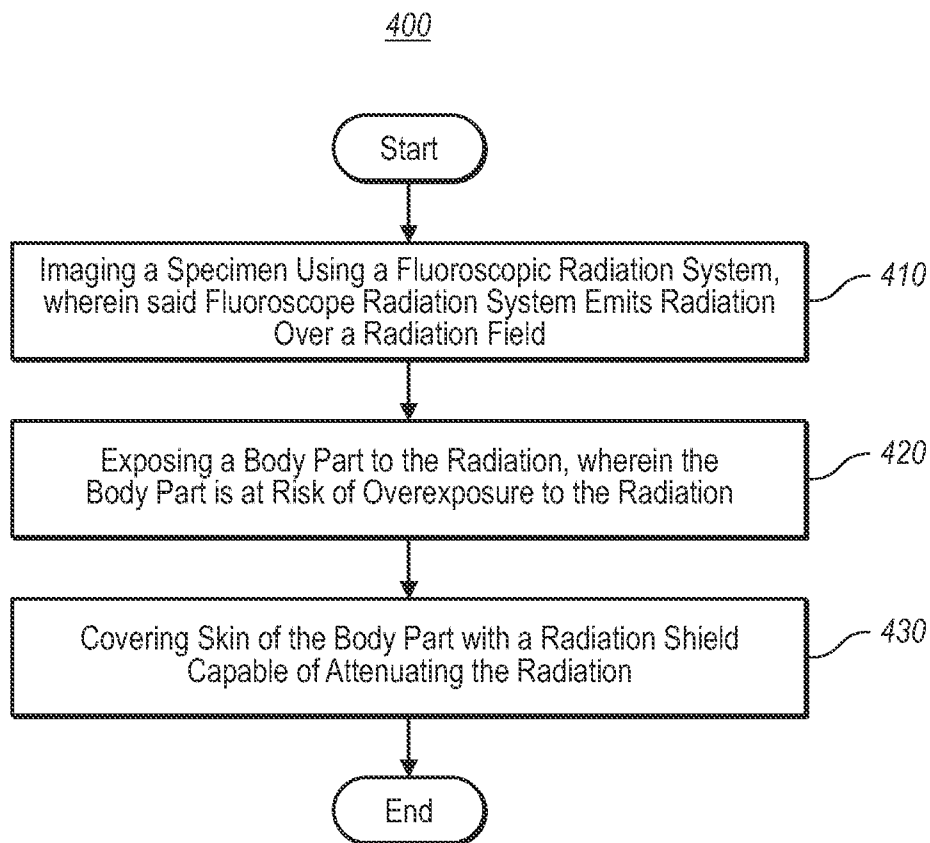 400
Start
Imaging a Specimen Using a Fluoroscopic Radiation System,
wherein said Fluoroscope Radiation System Emits Radiation
Over a Radiation Field
410
Exposing a Body Part to the Radiation, wherein the
Body Part is at Risk of Overexposure to the Radiation
420
Covering Skin of the Body Part with a Radiation Shield
Capable of Attenuating the Radiation
430
End